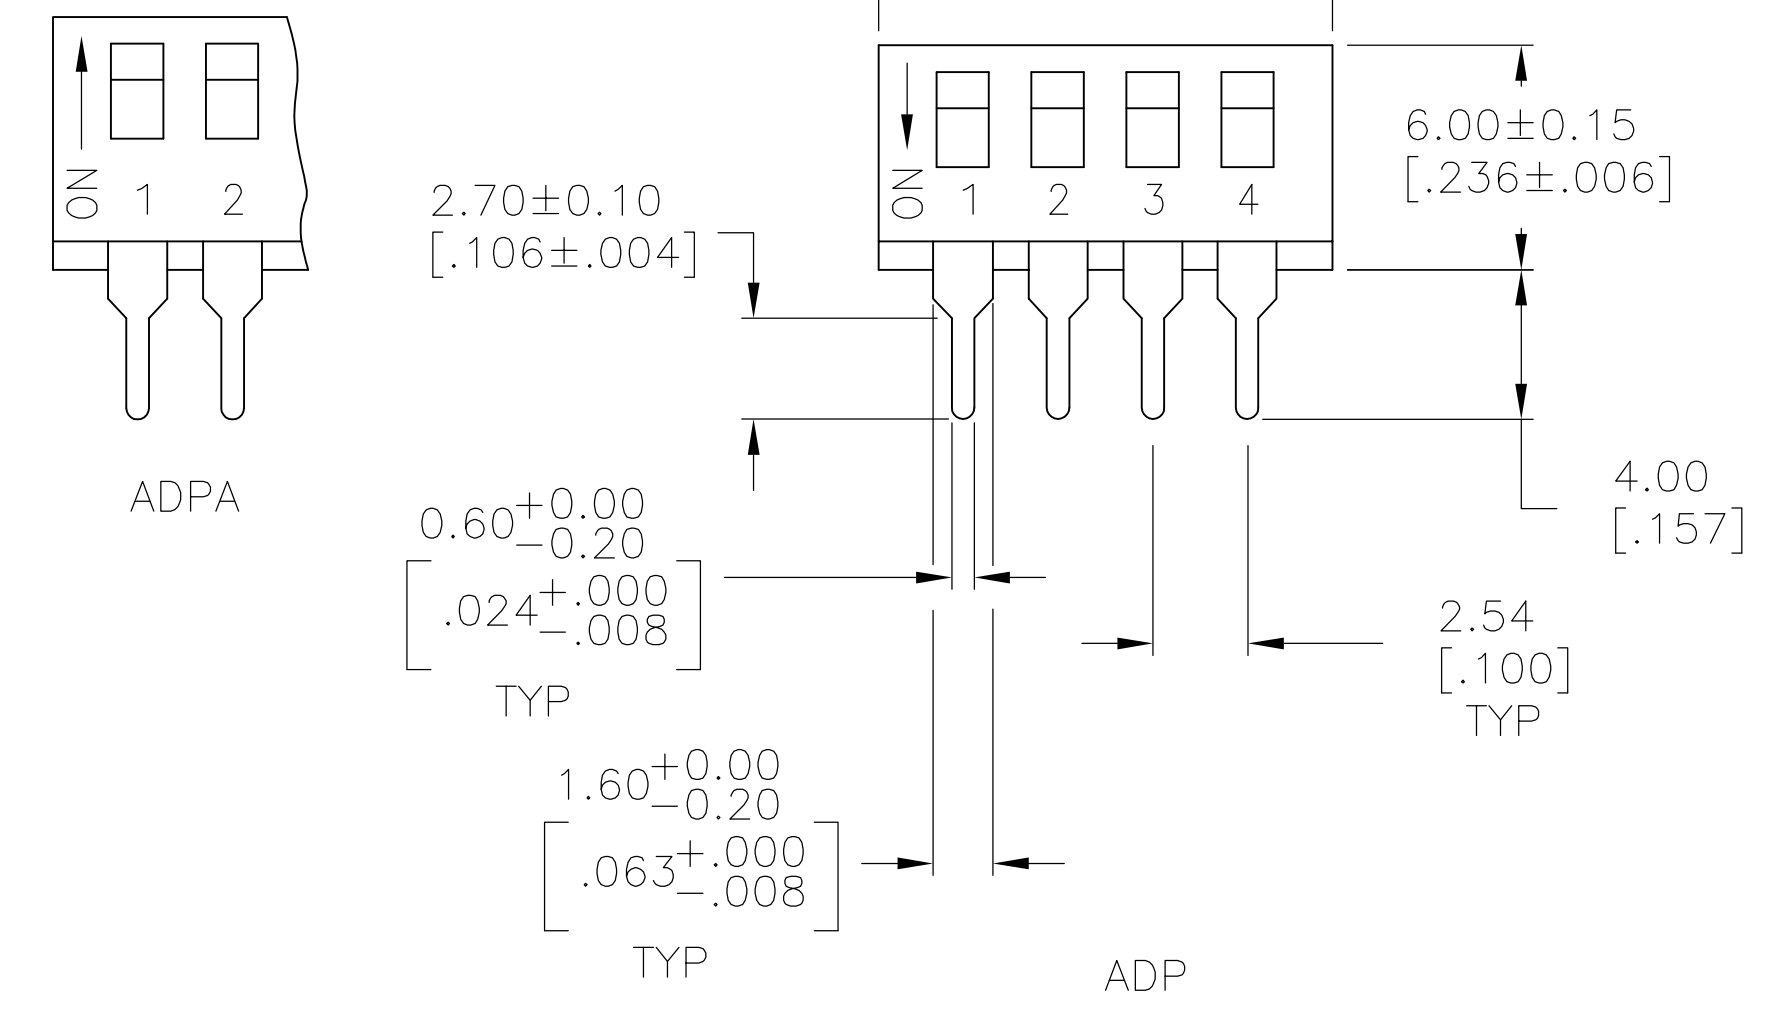 ON
1 2
ADPA
ON
1 2 3 4
6.00±0.15
[.236±.006]
2.70±0.10
[.106±.004]
4.00
[.157]
0.60+0.00
-0.20
[.024+.000
-.008]
TYP
2.54
[.100]
TYP
1.60+0.00
-0.20
[.063+.000
-.008]
TYP
ADP